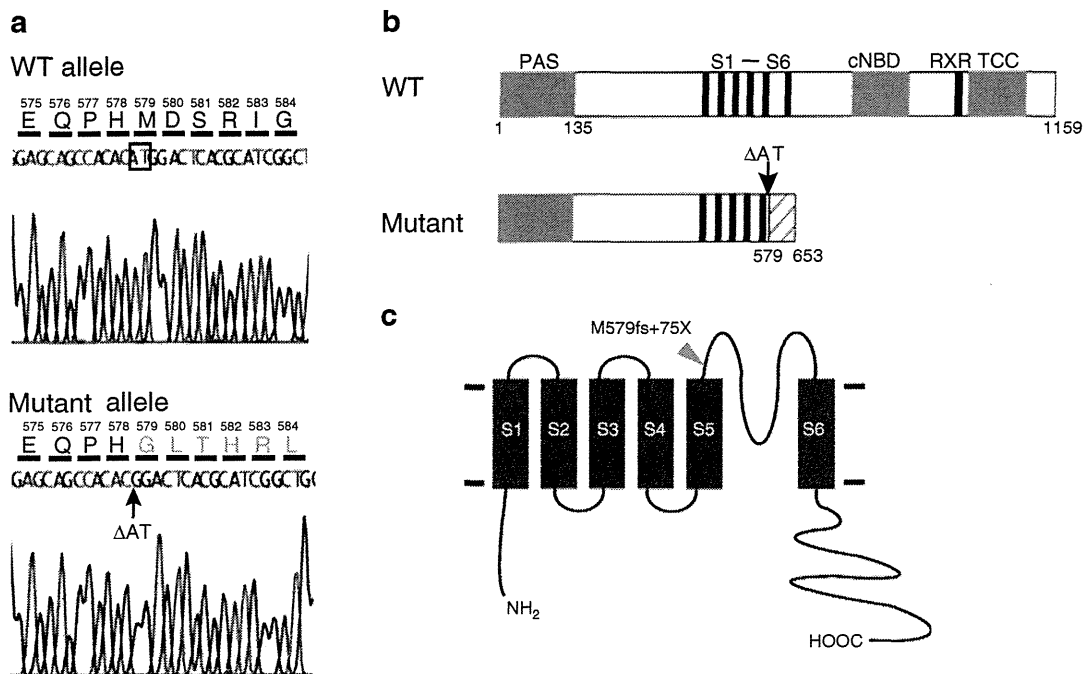 a
WT allele
575 576 577 578 579 580 581 582 583 584
E Q P H M D S R I G
GAGCAGCCACACATGGACTCACGCATCGGCT
Mutant allele
575 576 577 578 579 580 581 582 583 584
E Q P H G L T H R L
GAGCAGCCACACGGACTCACGCATCGGCTGG
ΔAT
b
PAS S1 — S6 cNBD RXR TCC
WT
1 135 1159
ΔAT
Mutant
579 653
c
M579fs+75X
S1 S2 S3 S4 S5 S6
NH2
HOOC